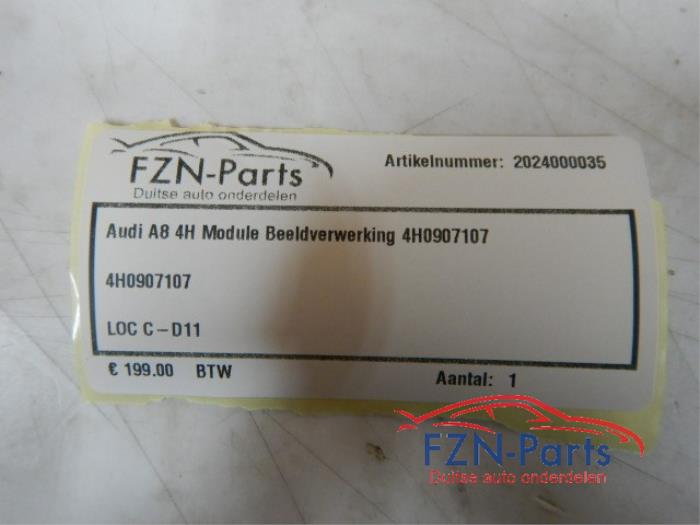 FZN-Parts
Duitse auto onderdelen
Artikelnummer: 2024000035
Audi A8 4H Module Beeldverwerking 4H0907107
4H0907107
LOC C-D11
€ 199.00 BTW
Aantal: 1
FZN-Parts
Duitse auto onderdelen